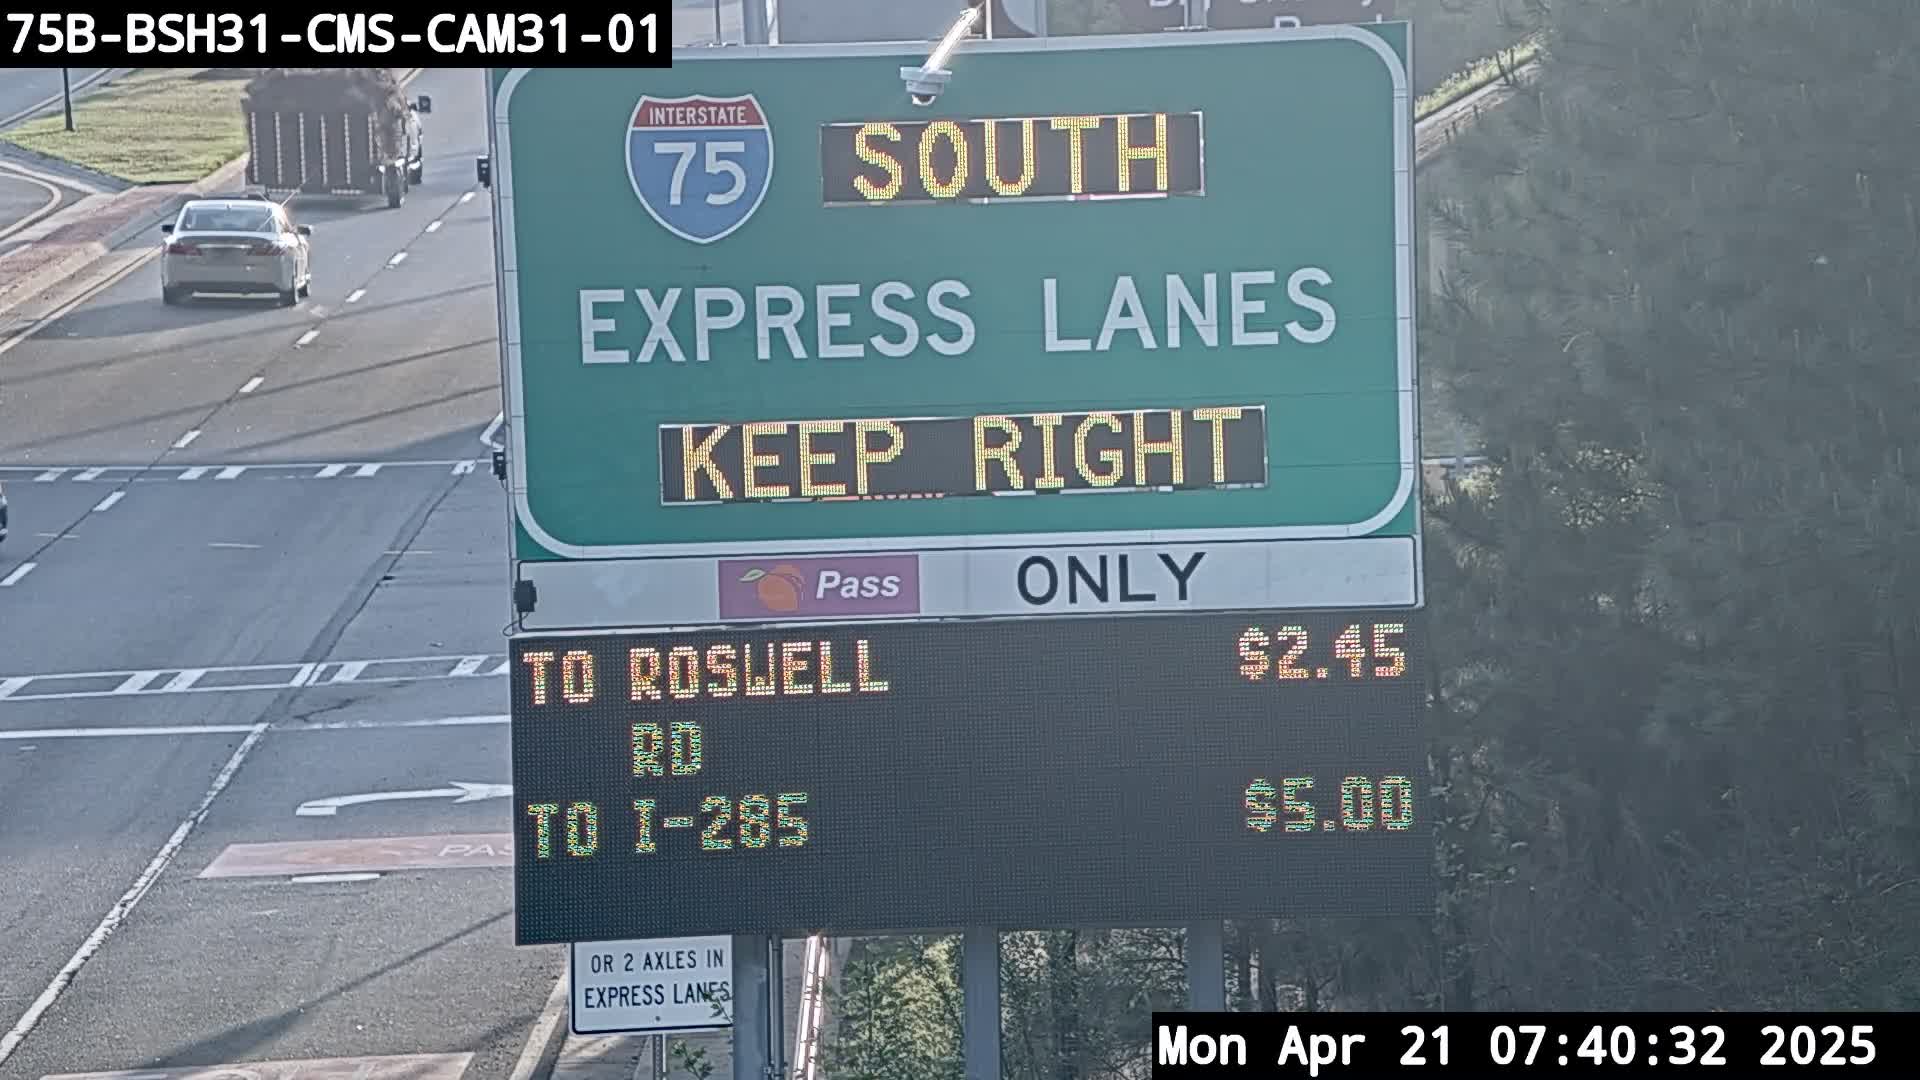 75B-BSH31-CMS-CAM31-01
INTERSTATE
75
SOUTH
EXPRESS LANES
KEEP RIGHT
Pass ONLY
TO ROSWELL $2.45
RD
TO I-285 $5.00
OR 2 AXLES IN
EXPRESS LANES
Mon Apr 21 07:40:32 2025